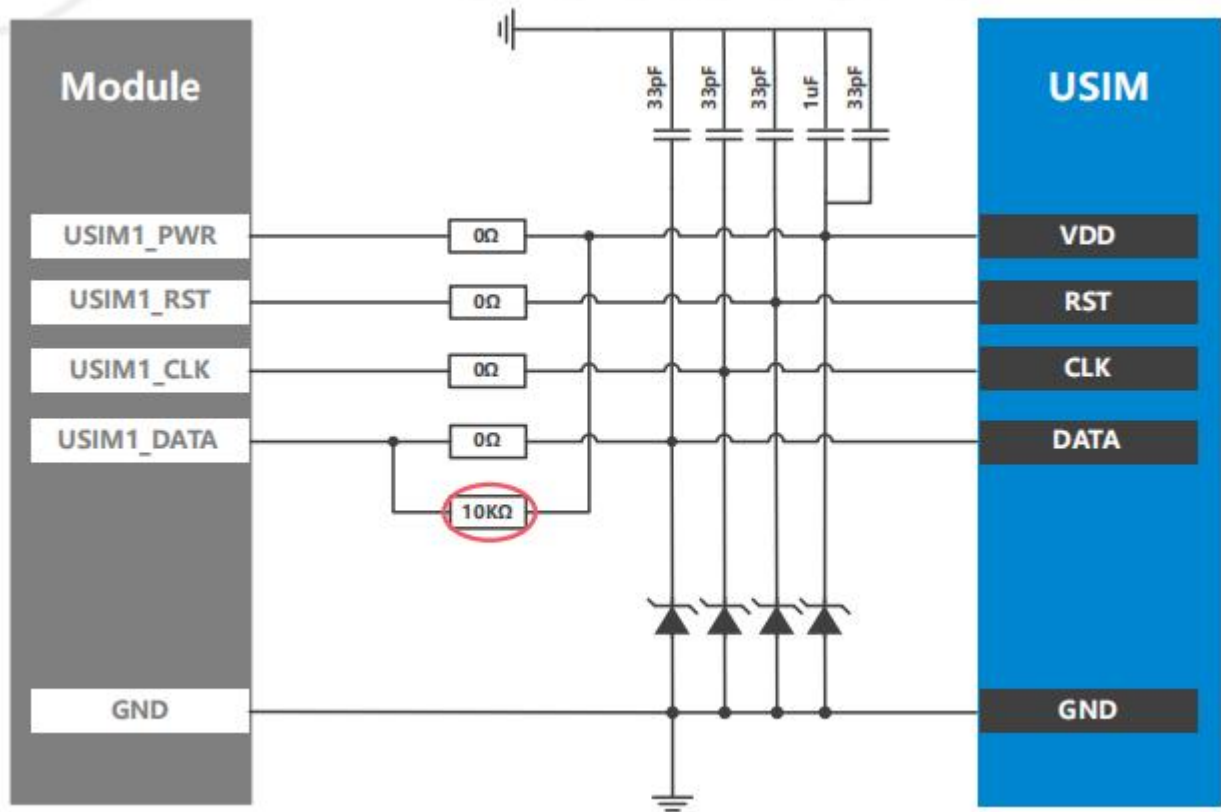 Module
USIM
33pF
33pF
33pF
1uF
33pF
USIM1_PWR
0Ω
VDD
USIM1_RST
0Ω
RST
USIM1_CLK
0Ω
CLK
USIM1_DATA
0Ω
DATA
10KΩ
GND
GND